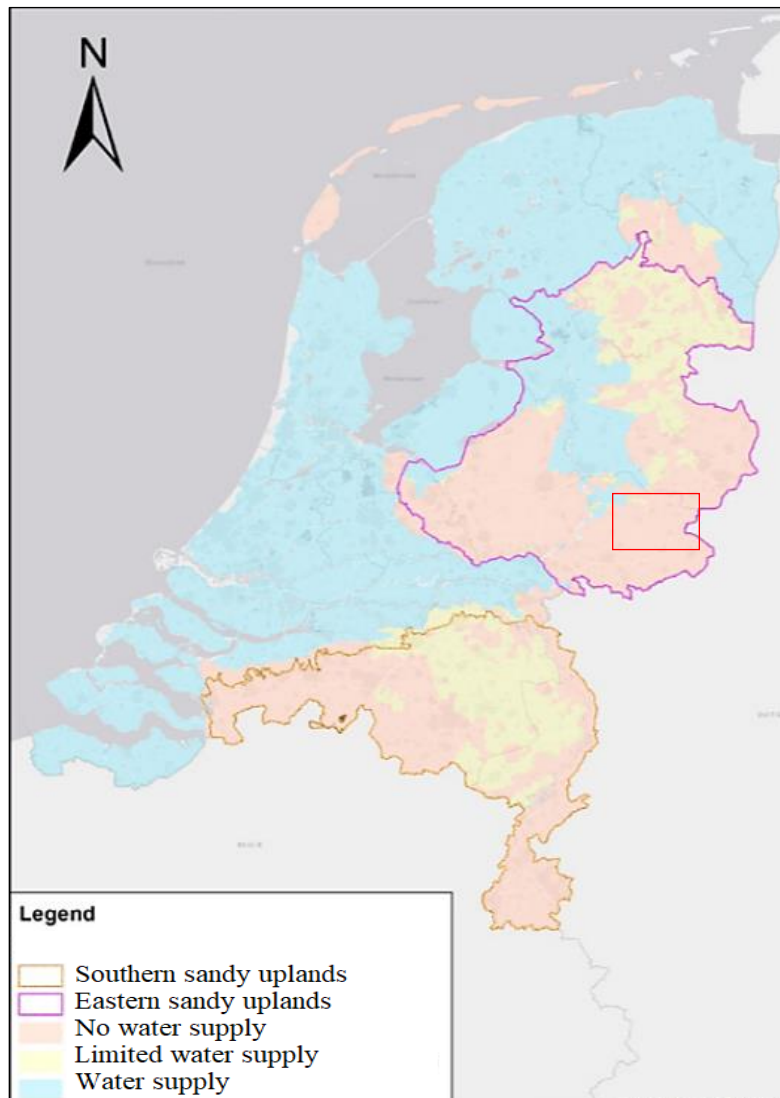 N
Legend
Southern sandy uplands
Eastern sandy uplands
No water supply
Limited water supply
Water supply